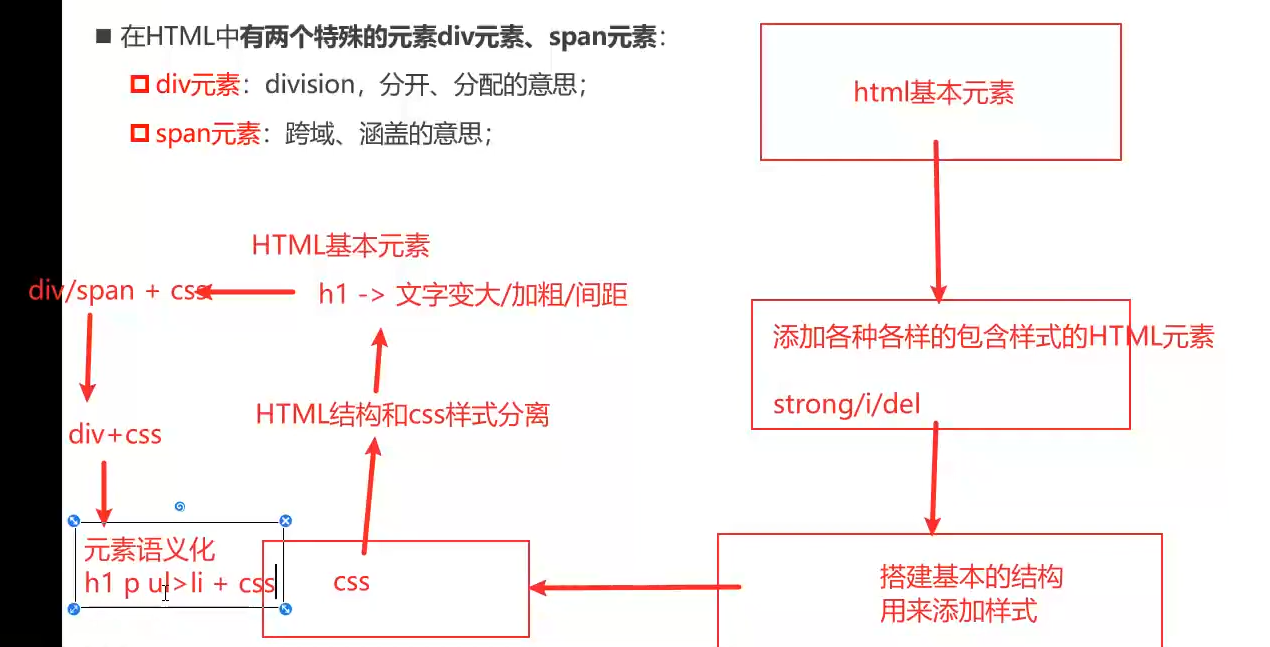 在HTML中有两个特殊的元素div元素、span元素：
div元素：division，分开、分配的意思；
span元素：跨域、涵盖的意思；
html基本元素
添加各种各样的包含样式的HTML元素
strong/i/del
搭建基本的结构
用来添加样式
css
HTML结构和css样式分离
HTML基本元素
h1 -> 文字变大/加粗/间距
div/span + css
div+css
元素语义化
h1 p ul>li + css